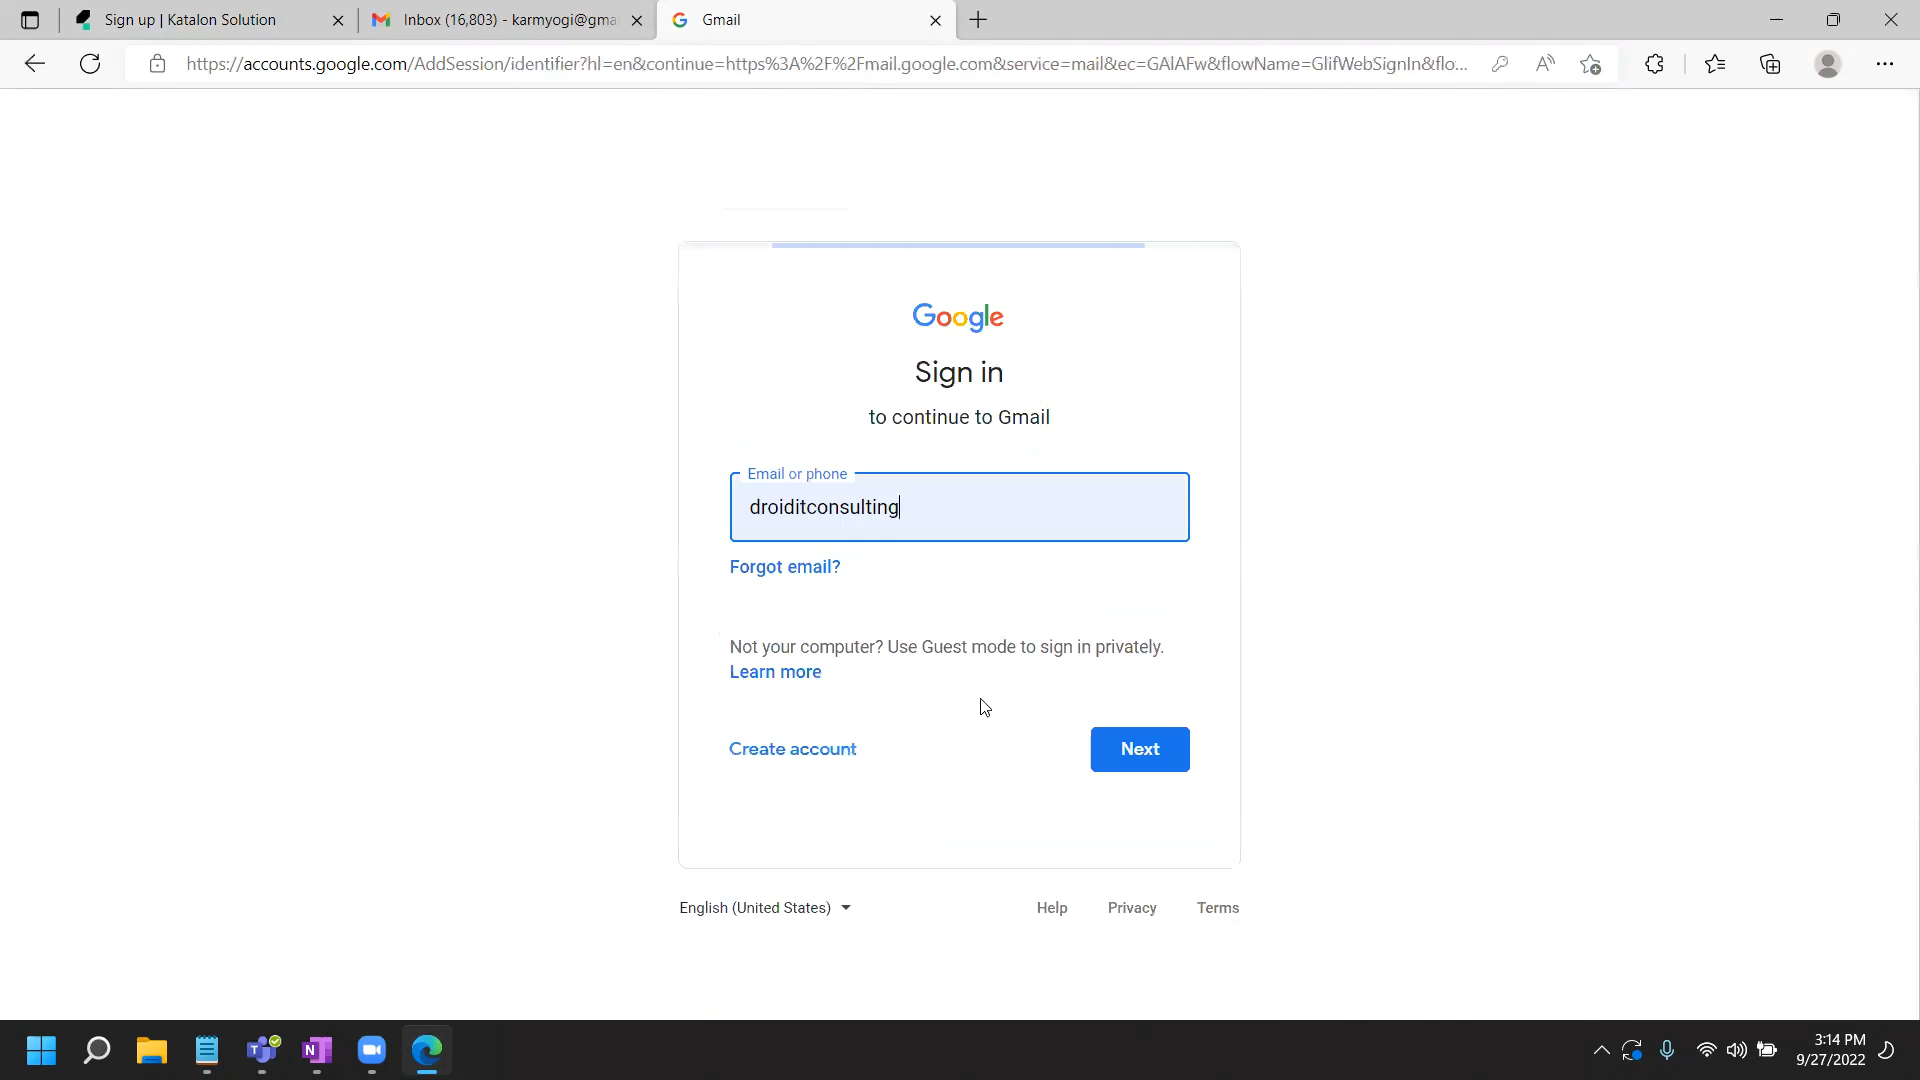 Sign up | Katalon Solution
Inbox (16,803) - karmyogi@gma
Gmail
https://accounts.google.com/AddSession/identifier?hl=en&continue=https%3A%2F%2Fmail.google.com&service=mail&ec=GAlAFw&flowName=GlifWebSignIn&flo...
Google
Sign in
to continue to Gmail
Email or phone
droiditconsulting
Forgot email?
Not your computer? Use Guest mode to sign in privately.
Learn more
Create account
Next
English (United States)
Help
Privacy
Terms
3:14 PM
9/27/2022